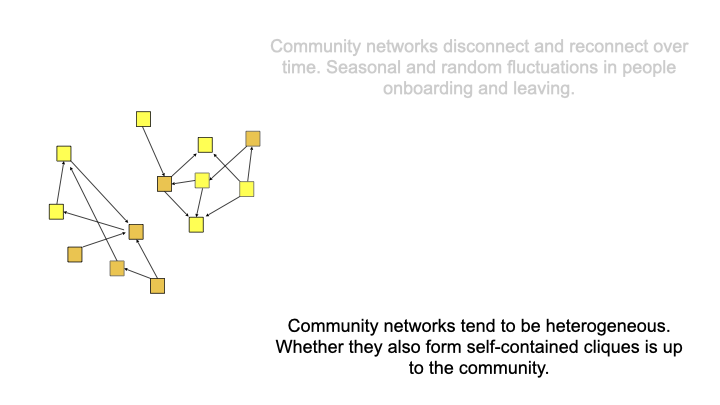 Community networks disconnect and reconnect over
time. Seasonal and random fluctuations in people
onboarding and leaving.
Community networks tend to be heterogeneous.
Whether they also form self-contained cliques is up
to the community.